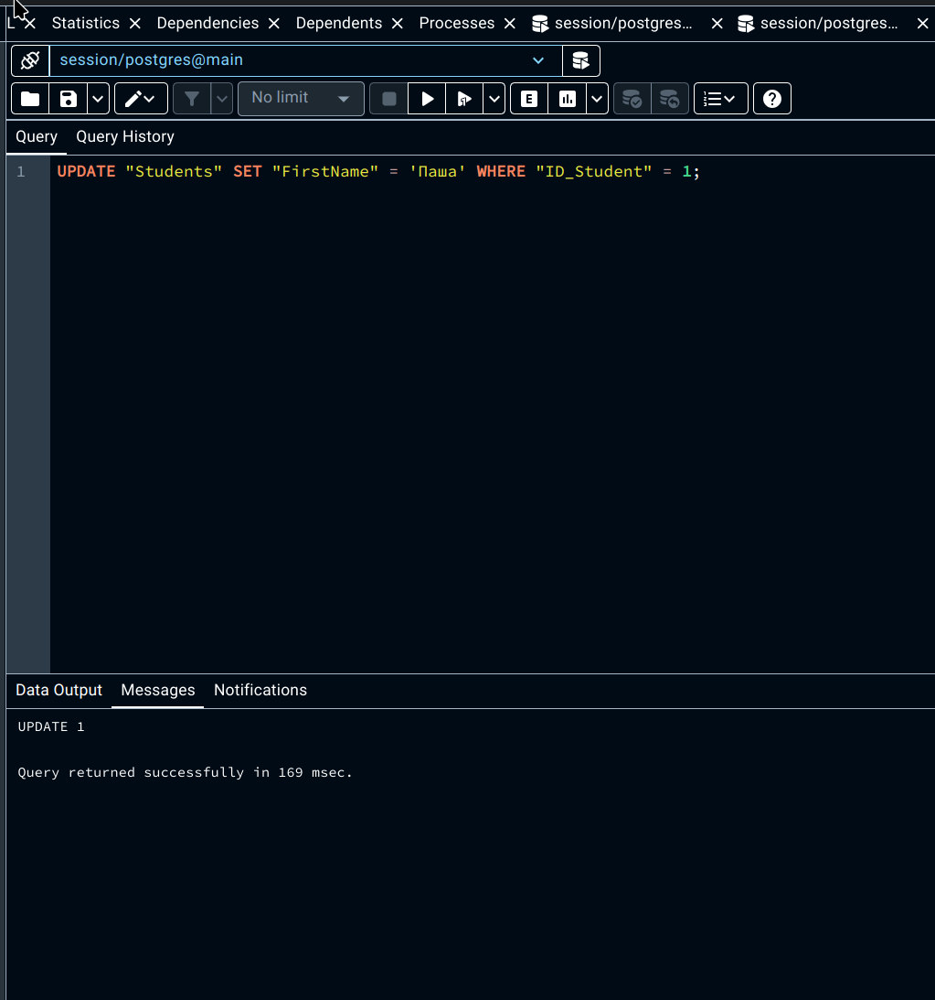 L Statistics Dependencies Dependents Processes session/postgres... session/postgres...
session/postgres@main
No limit E
Query Query History
1 UPDATE "Students" SET "FirstName" = 'Паша' WHERE "ID_Student" = 1;
Data Output Messages Notifications
UPDATE 1
Query returned successfully in 169 msec.